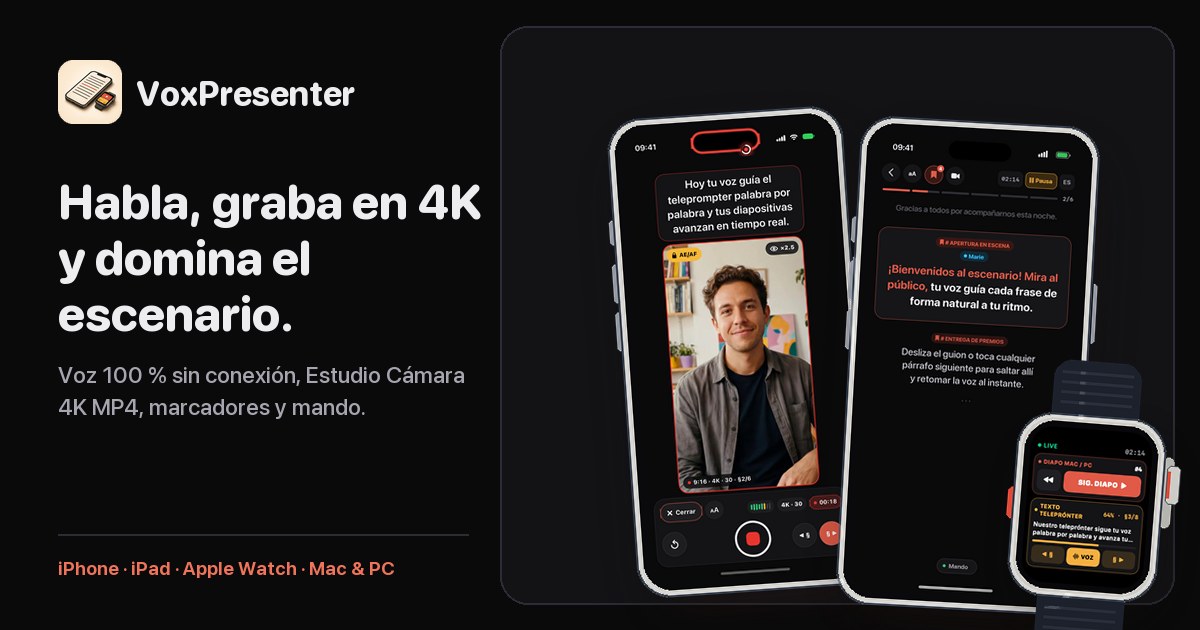 VoxPresenter
Habla, graba en 4K
y domina el
escenario.
Voz 100 % sin conexión, Estudio Cámara
4K MP4, marcadores y mando.
iPhone · iPad · Apple Watch · Mac & PC
09:41
Hoy tu voz guía el
teleprompter palabra por
palabra y tus diapositivas
avanzan en tiempo real.
AE/AF
×2.5
9:16 · 4K · 30 · §2/6
× Cerrar
AA
4K · 30
00:18
◀ §
§ ▶
09:41
aA
02:14
Pausa
ES
2/6
Gracias a todos por acompañarnos esta noche.
# APERTURA EN ESCENA
Marie
¡Bienvenidos al escenario! Mira al
público, tu voz guía cada frase de
forma natural a tu ritmo.
# ENTREGA DE PREMIOS
Desliza el guion o toca cualquier
párrafo siguiente para saltar allí
y retomar la voz al instante.
...
Mando
LIVE
02:14
DIAPO MAC / PC
#4
SIG. DIAPO ▶
TEXTO
TELEPRÓNTER
64% · §3/8
Nuestro teleprónter sigue tu voz
palabra por palabra y avanza tu...
◀ §
VOZ
§ ▶